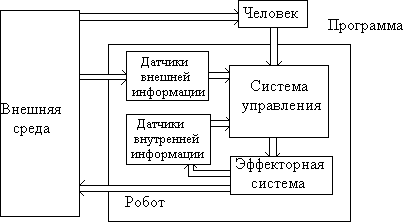 Человек
Программа
Датчики
внешней
информации
Система
управления
Внешняя
среда
Датчики
внутренней
информации
Эффекторная
система
Робот